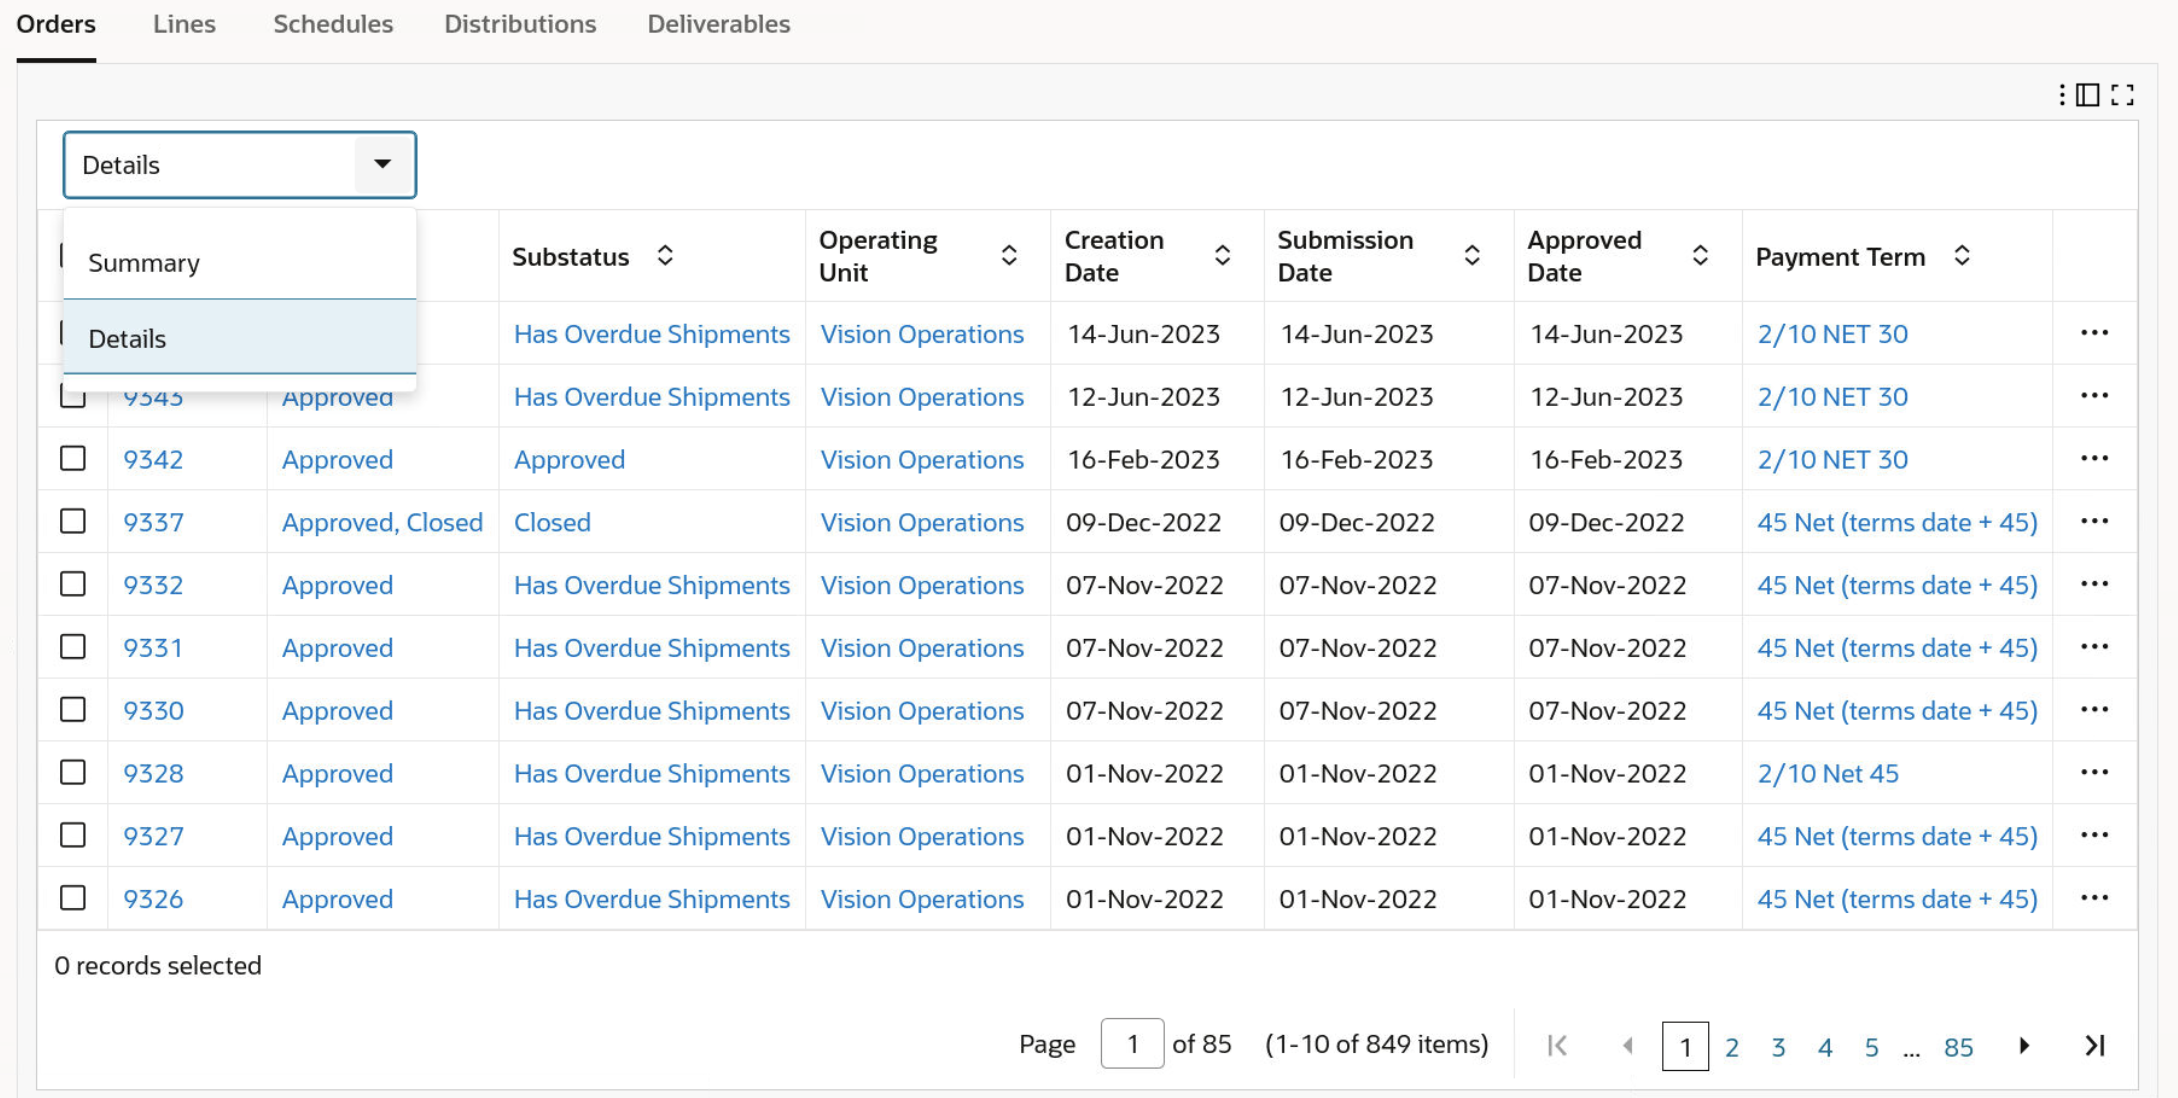 Orders Lines Schedules Distributions Deliverables
Details
Summary
Details
Substatus Operating Unit Creation Date Submission Date Approved Date Payment Term
Has Overdue Shipments Vision Operations 14-Jun-2023 14-Jun-2023 14-Jun-2023 2/10 NET 30 ...
9343 Approved Has Overdue Shipments Vision Operations 12-Jun-2023 12-Jun-2023 12-Jun-2023 2/10 NET 30 ...
9342 Approved Approved Vision Operations 16-Feb-2023 16-Feb-2023 16-Feb-2023 2/10 NET 30 ...
9337 Approved, Closed Closed Vision Operations 09-Dec-2022 09-Dec-2022 09-Dec-2022 45 Net (terms date + 45) ...
9332 Approved Has Overdue Shipments Vision Operations 07-Nov-2022 07-Nov-2022 07-Nov-2022 45 Net (terms date + 45) ...
9331 Approved Has Overdue Shipments Vision Operations 07-Nov-2022 07-Nov-2022 07-Nov-2022 45 Net (terms date + 45) ...
9330 Approved Has Overdue Shipments Vision Operations 07-Nov-2022 07-Nov-2022 07-Nov-2022 45 Net (terms date + 45) ...
9328 Approved Has Overdue Shipments Vision Operations 01-Nov-2022 01-Nov-2022 01-Nov-2022 2/10 Net 45 ...
9327 Approved Has Overdue Shipments Vision Operations 01-Nov-2022 01-Nov-2022 01-Nov-2022 45 Net (terms date + 45) ...
9326 Approved Has Overdue Shipments Vision Operations 01-Nov-2022 01-Nov-2022 01-Nov-2022 45 Net (terms date + 45) ...
0 records selected
Page 1 of 85 (1-10 of 849 items) 1 2 3 4 5 ... 85